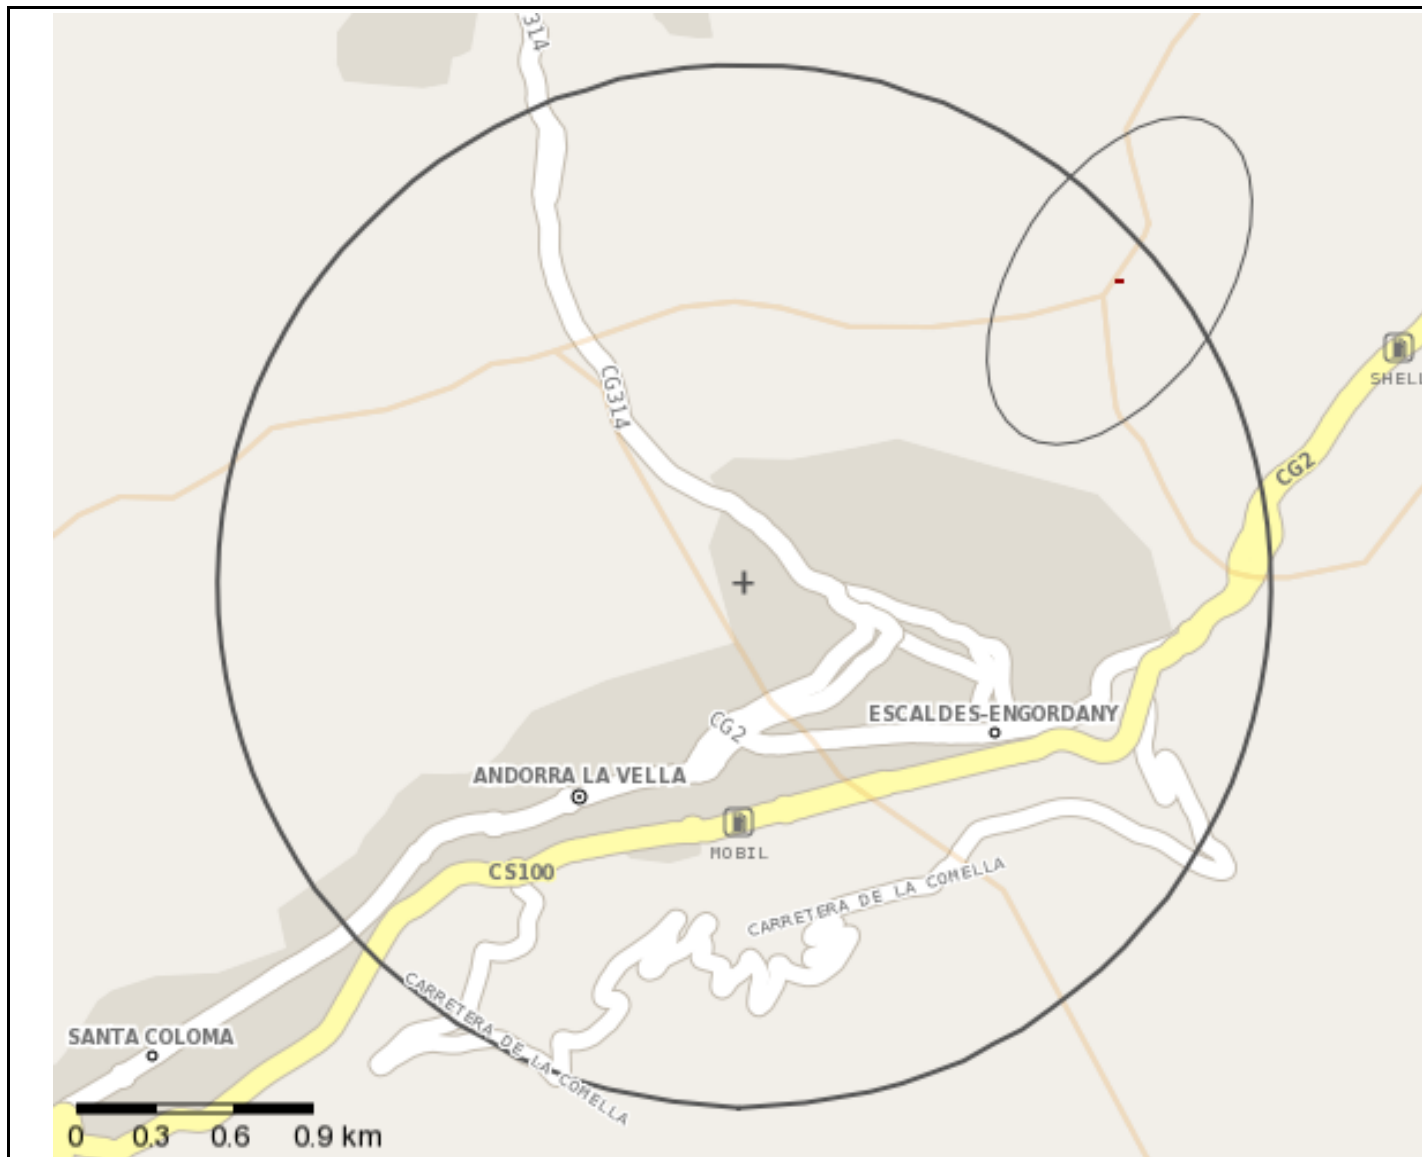 314
SHELL
CG314
CG2
ESCALDES-ENGORDANY
CG2
ANDORRA LA VELLA
MOBIL
CS100
CARRETERA DE LA COMELLA
CARRETERA DE LA COMELLA
SANTA COLOMA
0 0.3 0.6 0.9 km